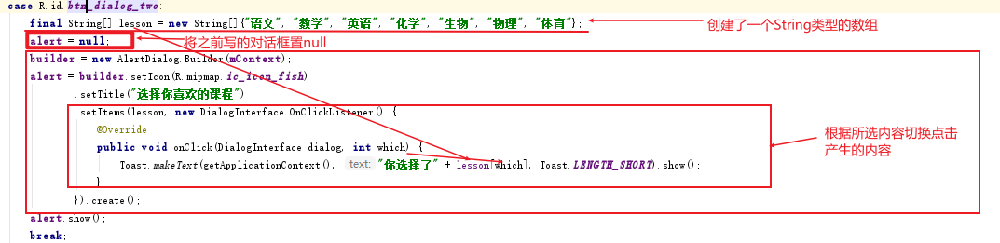 case R.id.btn_dialog_two:
final String[] lesson = new String[]{"语文", "数学", "英语", "化学", "生物", "物理", "体育"};
创建了一个String类型的数组
alert = null;
将之前写的对话框置null
builder = new AlertDialog.Builder(mContext);
alert = builder.setIcon(R.mipmap.ic_icon_fish)
.setTitle("选择你喜欢的课程")
.setItems(lesson, new DialogInterface.OnClickListener() {
@Override
public void onClick(DialogInterface dialog, int which) {
Toast.makeText(getApplicationContext(), text: "你选择了" + lesson[which], Toast.LENGTH_SHORT).show();
}
}).create();
根据所选内容切换点击
产生的内容
alert.show();
break;